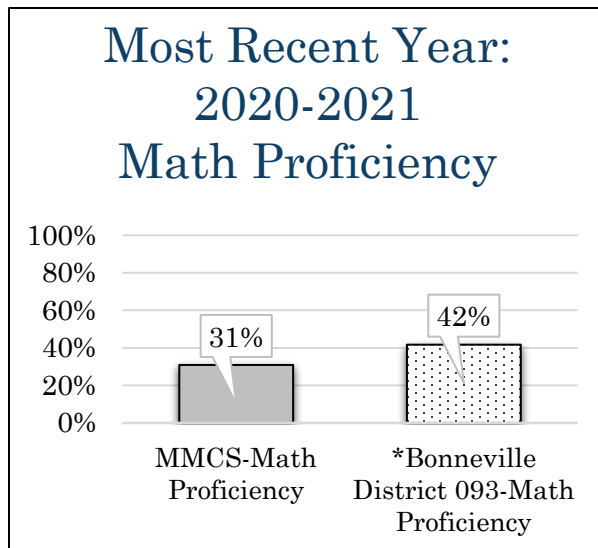 Most Recent Year:
2020-2021
Math Proficiency
100%
80%
60%
40%
20%
0%
31%
42%
MMCS-Math
Proficiency
*Bonneville
District 093-Math
Proficiency